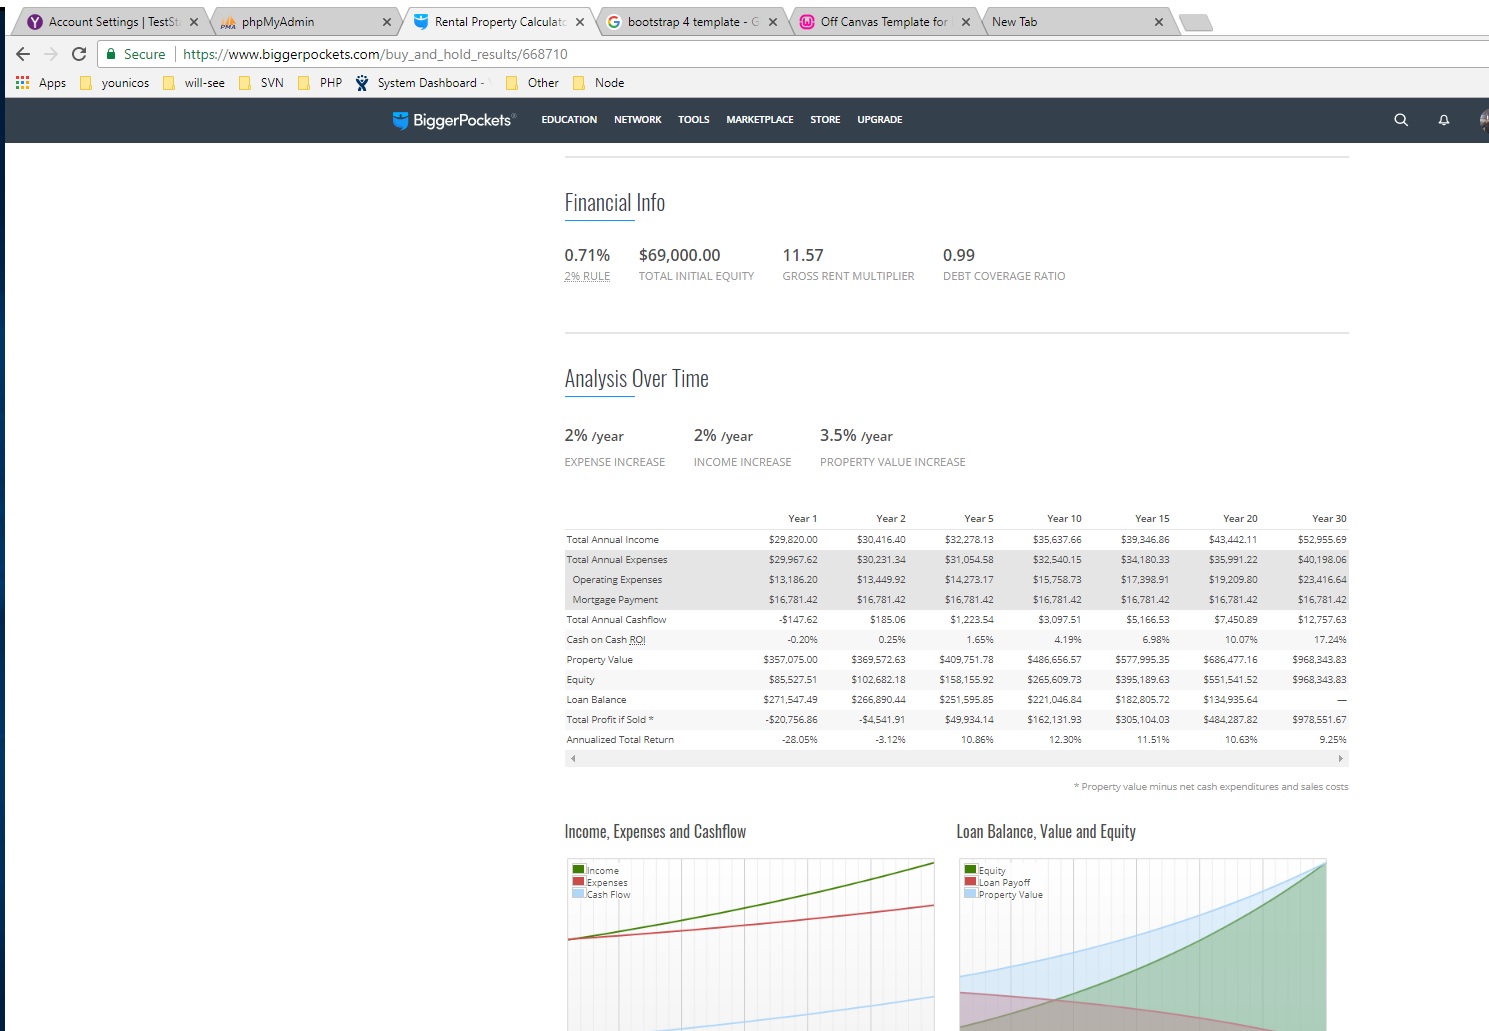 Account Settings | TestSta
phpMyAdmin
Rental Property Calculato
bootstrap 4 template - G
Off Canvas Template for
New Tab
Secure https://www.biggerpockets.com/buy_and_hold_results/668710
Apps younicos will-see SVN PHP System Dashboard - Other Node
BiggerPockets EDUCATION NETWORK TOOLS MARKETPLACE STORE UPGRADE
Financial Info
0.71% $69,000.00 11.57 0.99
2% RULE TOTAL INITIAL EQUITY GROSS RENT MULTIPLIER DEBT COVERAGE RATIO
Analysis Over Time
2% /year 2% /year 3.5% /year
EXPENSE INCREASE INCOME INCREASE PROPERTY VALUE INCREASE
Year 1 Year 2 Year 5 Year 10 Year 15 Year 20 Year 30
Total Annual Income $29,820.00 $30,416.40 $32,278.13 $35,637.66 $39,346.86 $43,442.11 $52,955.69
Total Annual Expenses $29,967.62 $30,231.34 $31,054.58 $32,540.15 $34,180.33 $35,991.22 $40,198.06
Operating Expenses $13,186.20 $13,449.92 $14,273.17 $15,758.73 $17,398.91 $19,209.80 $23,416.64
Mortgage Payment $16,781.42 $16,781.42 $16,781.42 $16,781.42 $16,781.42 $16,781.42 $16,781.42
Total Annual Cashflow -$147.62 $185.06 $1,223.54 $3,097.51 $5,166.53 $7,450.89 $12,757.63
Cash on Cash ROI -0.20% 0.25% 1.65% 4.19% 6.98% 10.07% 17.24%
Property Value $357,075.00 $369,572.63 $409,751.78 $486,656.57 $577,995.35 $686,477.16 $968,343.83
Equity $85,527.51 $102,682.18 $158,155.92 $265,609.73 $395,189.63 $551,541.52 $968,343.83
Loan Balance $271,547.49 $266,890.44 $251,595.85 $221,046.84 $182,805.72 $134,935.64 —
Total Profit if Sold * -$20,756.86 -$4,541.91 $49,934.14 $162,131.93 $305,104.03 $484,287.82 $978,551.67
Annualized Total Return -28.05% -3.12% 10.86% 12.30% 11.51% 10.63% 9.25%
* Property value minus net cash expenditures and sales costs
Income, Expenses and Cashflow
Income
Expenses
Cash Flow
Loan Balance, Value and Equity
Equity
Loan Payoff
Property Value